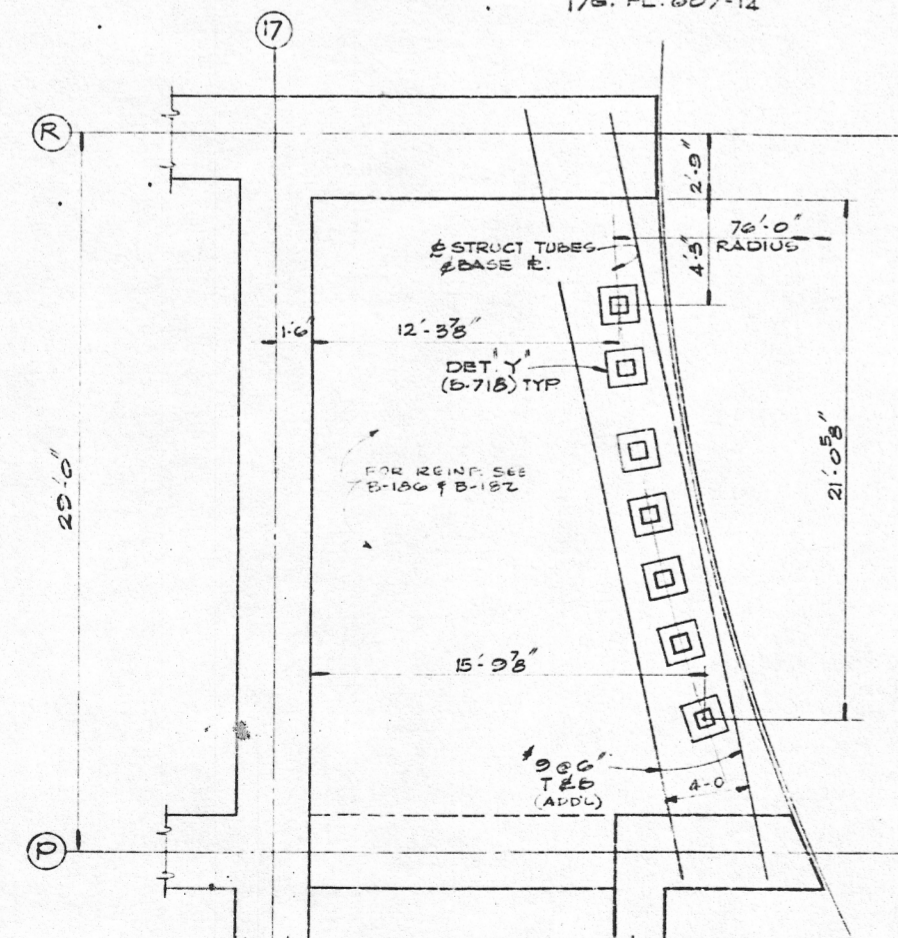 17
R
2'-9"
76'-0"
RADIUS
4'-3"
℄ STRUCT TUBES
℄ BASE ℞.
1'-6"
12'-3⅞"
DET. "Y"
(5-718) TYP
FOR REINF. SEE
B-186 & B-182
29'-0"
21'-0⅝"
15'-9⅞"
#9 @ 6"
T & B
(ADD'L)
4'-0
P